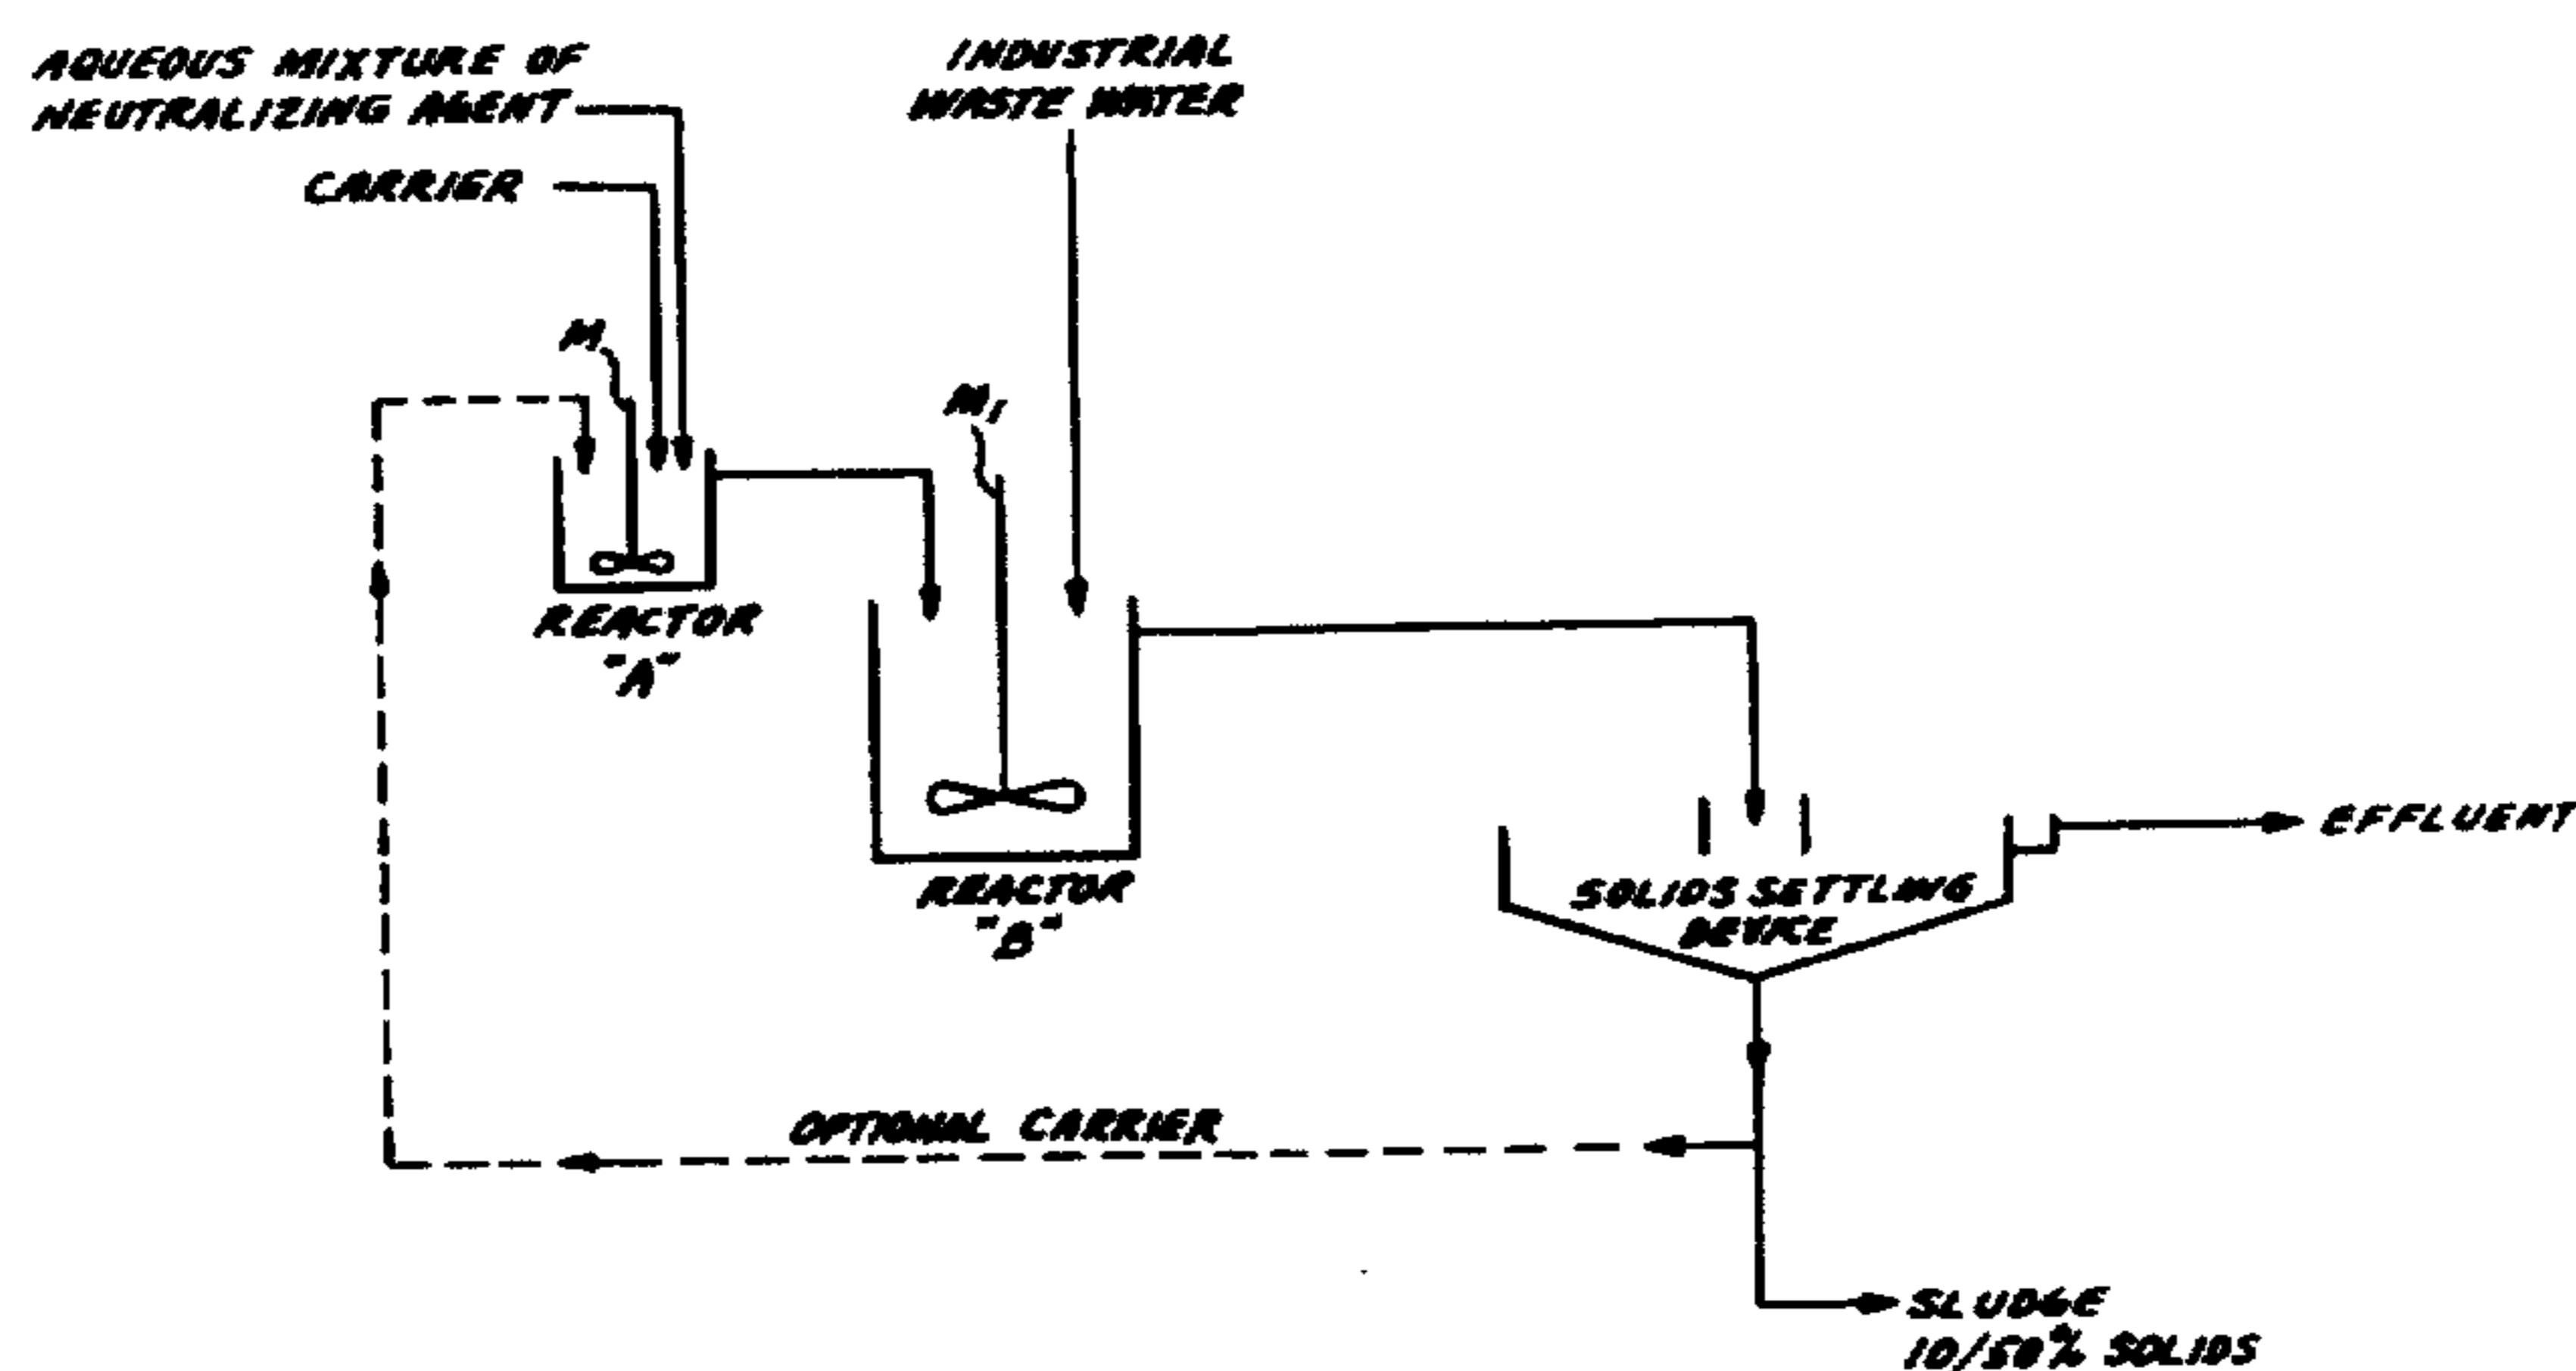 AQUEOUS MIXTURE OF
NEUTRALIZING AGENT
CARRIER
INDUSTRIAL
WASTE WATER
M
M1
REACTOR
"A"
REACTOR
"B"
SOLIDS SETTLING
DEVICE
EFFLUENT
OPTIONAL CARRIER
SLUDGE
10/50% SOLIDS